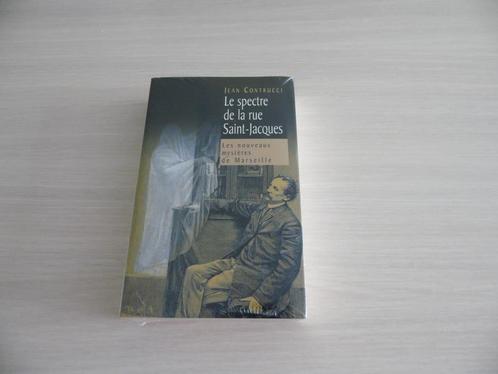 Jean Contrucci
Le spectre
de la rue
Saint-Jacques
Les nouveaux
mystères
de Marseille